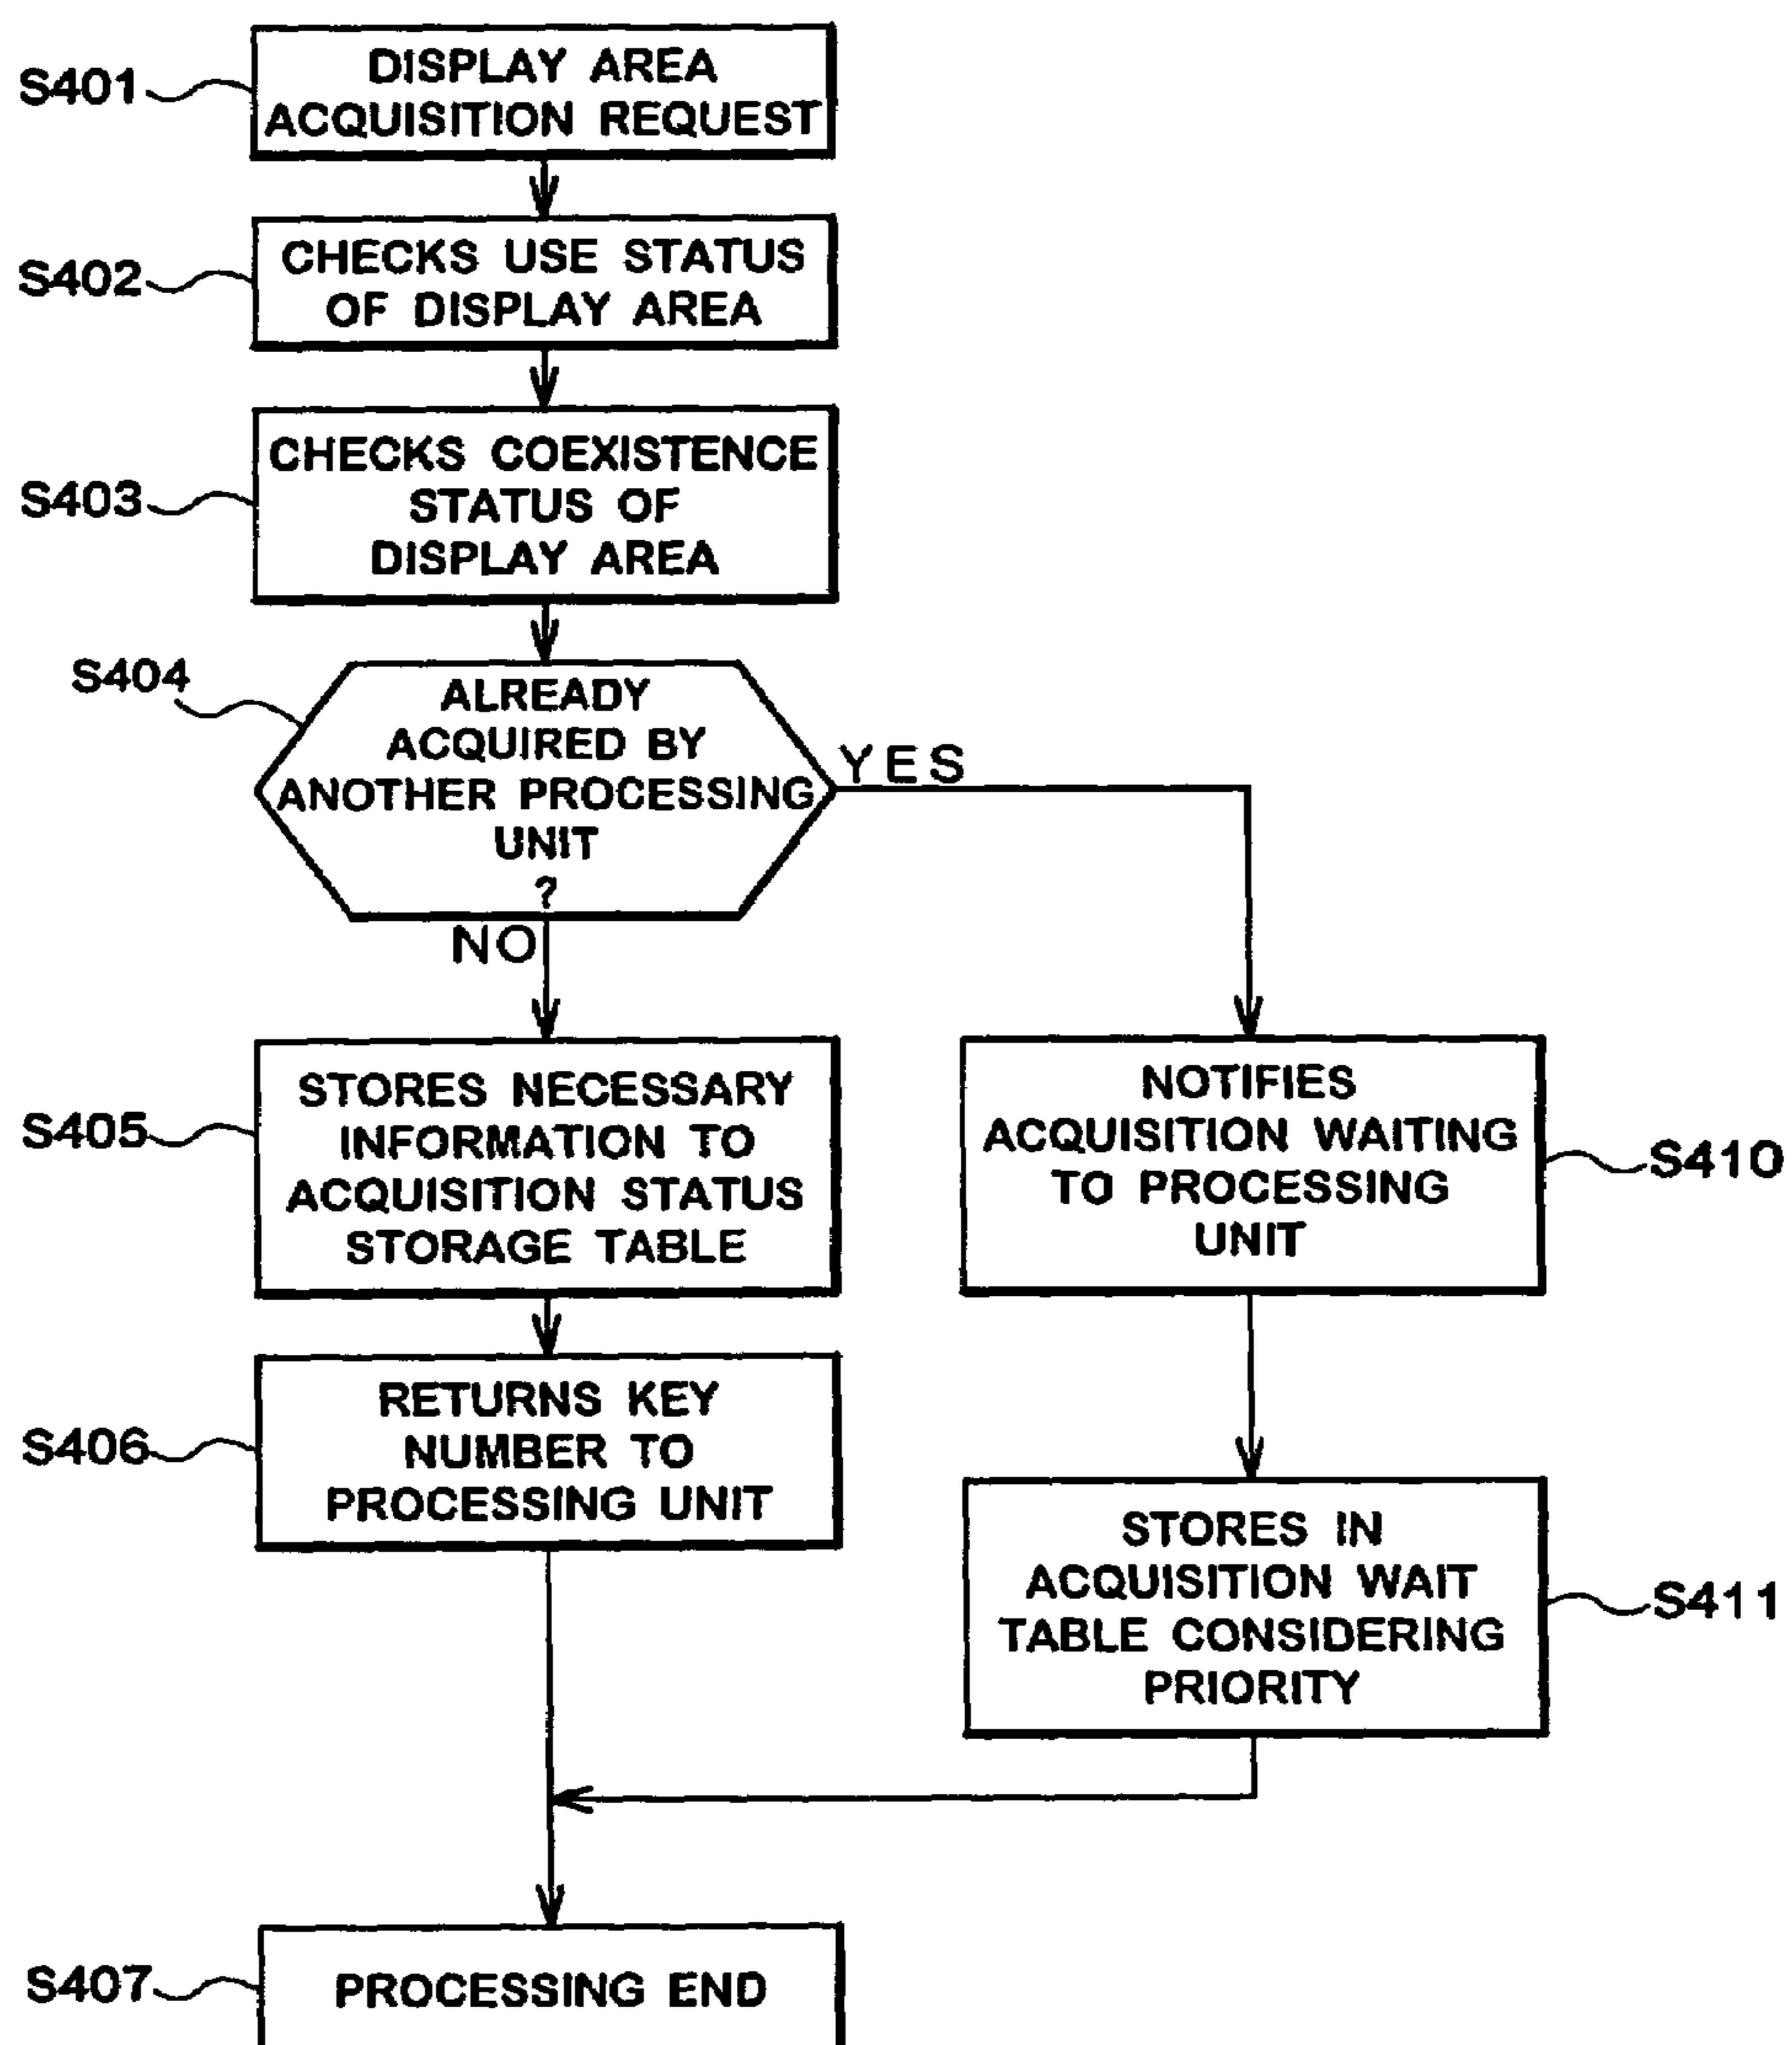 S401
DISPLAY AREA
ACQUISITION REQUEST
S402
CHECKS USE STATUS
OF DISPLAY AREA
S403
CHECKS COEXISTENCE
STATUS OF
DISPLAY AREA
S404
ALREADY
ACQUIRED BY
ANOTHER PROCESSING
UNIT
?
YES
NO
S405
STORES NECESSARY
INFORMATION TO
ACQUISITION STATUS
STORAGE TABLE
NOTIFIES
ACQUISITION WAITING
TO PROCESSING
UNIT
S410
S406
RETURNS KEY
NUMBER TO
PROCESSING UNIT
STORES IN
ACQUISITION WAIT
TABLE CONSIDERING
PRIORITY
S411
S407
PROCESSING END